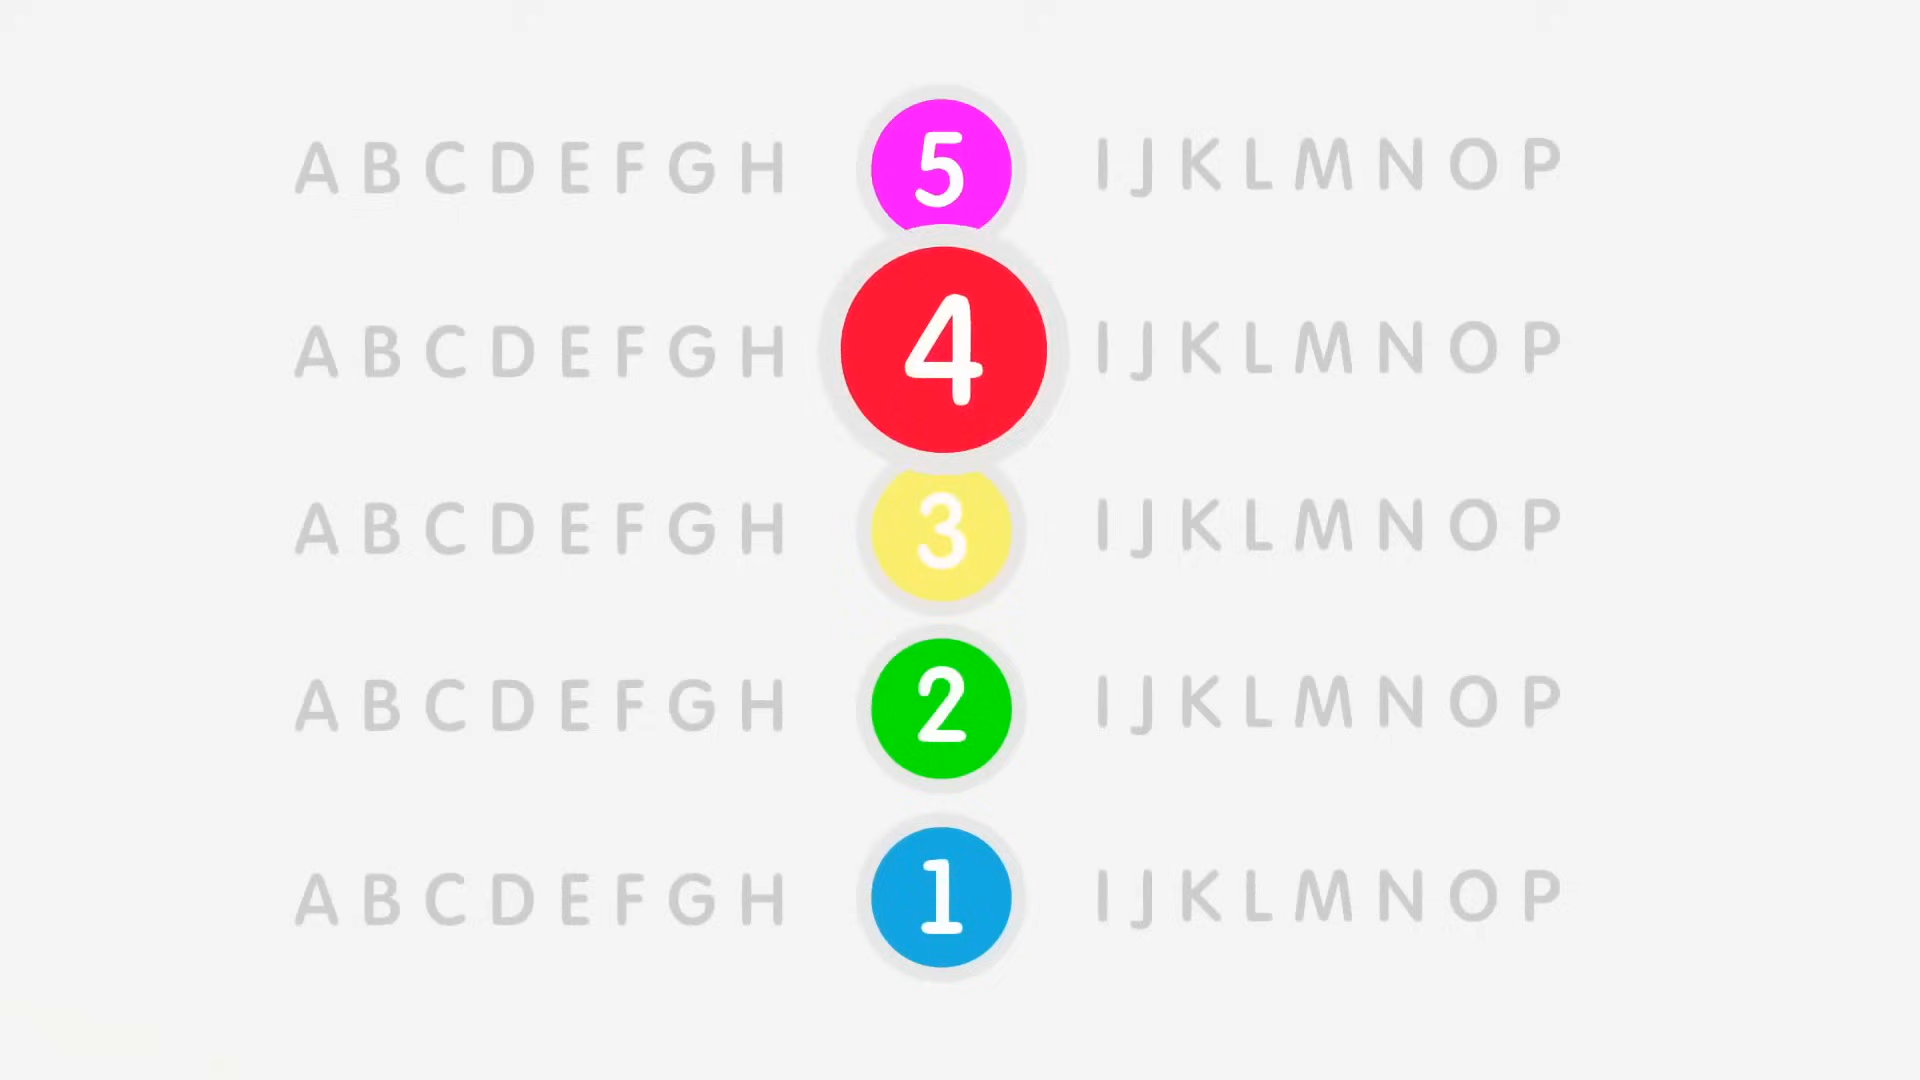 A B C D E F G H 5 I J K L M N O P
A B C D E F G H 4 I J K L M N O P
A B C D E F G H 3 I J K L M N O P
A B C D E F G H 2 I J K L M N O P
A B C D E F G H 1 I J K L M N O P